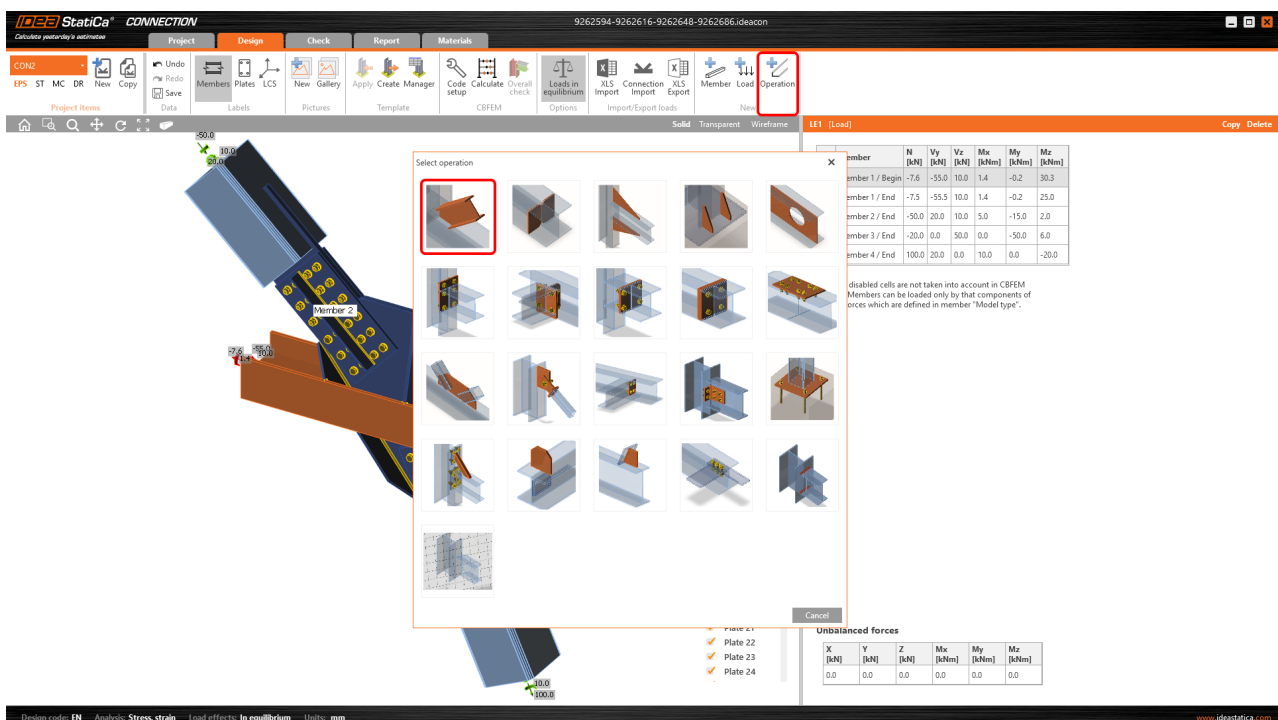 IDEA StatiCa® CONNECTION
9262594-9262616-9262648-9262686.ideacon
Calculate yesterday's estimates
Project Design Check Report Materials
CON2
EPS ST MC DR New Copy
Project items
Undo
Redo
Save
Data
Members Plates LCS
Labels
New Gallery
Pictures
Apply Create Manager
Template
Code setup Calculate Overall check
CBFEM
Loads in equilibrium
Options
XLS Import Connection Import XLS Export
Import/Export loads
Member Load Operation
New
Solid Transparent Wireframe
LE1 [Load]
Copy Delete
-50.0
10.0
20.0
Member 2
-7.6 -55.0
1.4 10.0
10.0
100.0
Select operation
Cancel
ember N [kN] Vy [kN] Vz [kN] Mx [kNm] My [kNm] Mz [kNm]
ember 1 / Begin -7.6 -55.0 10.0 1.4 -0.2 30.3
ember 1 / End -7.5 -55.5 10.0 1.4 -0.2 25.0
ember 2 / End -50.0 20.0 10.0 5.0 -15.0 2.0
ember 3 / End -20.0 0.0 50.0 0.0 -50.0 6.0
ember 4 / End 100.0 20.0 0.0 10.0 0.0 -20.0
disabled cells are not taken into account in CBFEM
Members can be loaded only by that components of
orces which are defined in member "Model type".
Plate 21
Plate 22
Plate 23
Plate 24
Unbalanced forces
X [kN] Y [kN] Z [kN] Mx [kNm] My [kNm] Mz [kNm]
0.0 0.0 0.0 0.0 0.0 0.0
Design code: EN Analysis: Stress, strain Load effects: In equilibrium Units: mm
www.ideastatica.com